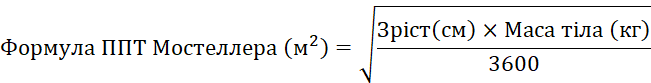 Формула ППТ Мостеллера (м²) = √(Зріст(см) × Маса тіла (кг) / 3600)